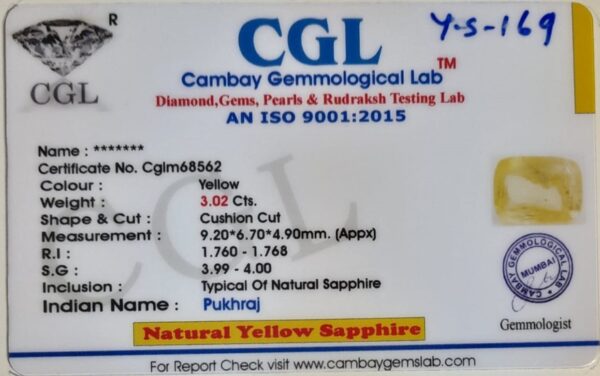 R
CGL
CGL TM
Y-S-169
Cambay Gemmological Lab
Diamond,Gems, Pearls & Rudraksh Testing Lab
AN ISO 9001:2015
Name : *******
Certificate No. Cglm68562
Colour : Yellow
Weight : 3.02 Cts.
Shape & Cut : Cushion Cut
Measurement : 9.20*6.70*4.90mm. (Appx)
R.I : 1.760 - 1.768
S.G : 3.99 - 4.00
Inclusion : Typical Of Natural Sapphire
Indian Name : Pukhraj
CGL
CAMBAY GEMMOLOGICAL LAB
MUMBAI
Gemmologist
Natural Yellow Sapphire
For Report Check visit www.cambaygemslab.com